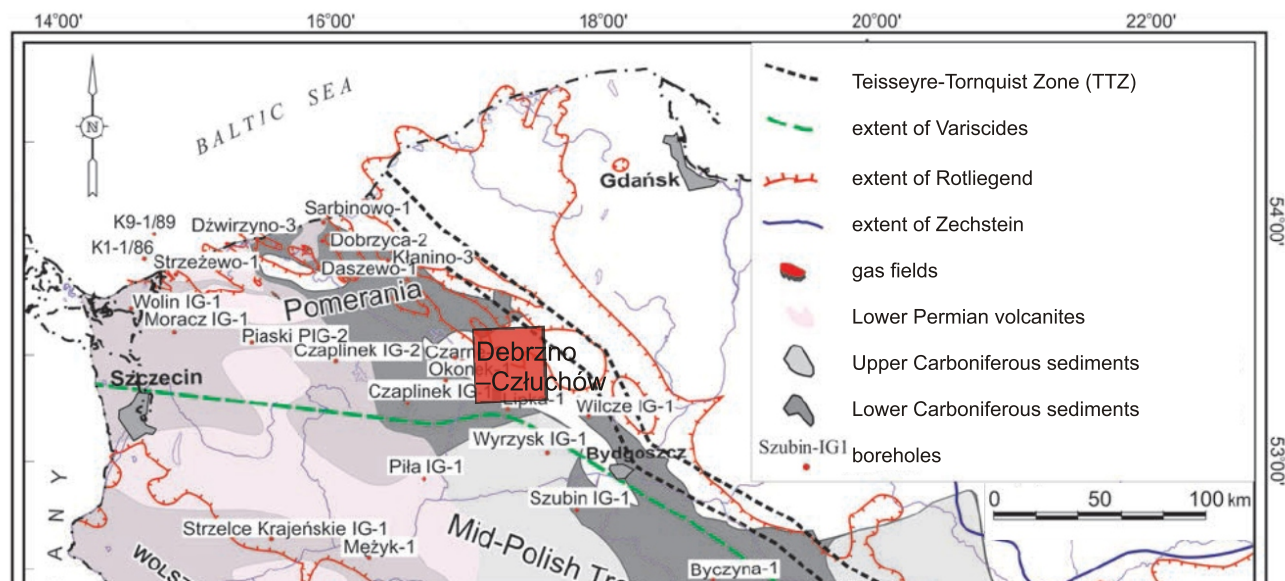 14°00' 16°00' 18°00' 20°00' 22°00'
BALTIC SEA
N
Teisseyre-Tornquist Zone (TTZ)
extent of Variscides
extent of Rotliegend
extent of Zechstein
gas fields
Lower Permian volcanites
Upper Carboniferous sediments
Lower Carboniferous sediments
Szubin-IG1 boreholes
0 50 100 km
54°00'
53°00'
Gdańsk
Sarbinowo-1
K9-1/89
Dźwirzyno-3
Dobrzyca-2
K1-1/86
Kłanino-3
Strzeżewo-1
Daszewo-1
Pomerania
Wolin IG-1
Moracz IG-1
Piaski PIG-2
Czaplinek IG-2
Debrzno
–Człuchów
Szczecin
Czaplinek IG-1
Wilcze IG-1
Wyrzysk IG-1
Bydgoszcz
Piła IG-1
Szubin IG-1
Strzelce Krajeńskie IG-1
Mężyk-1
Mid-Polish
Byczyna-1